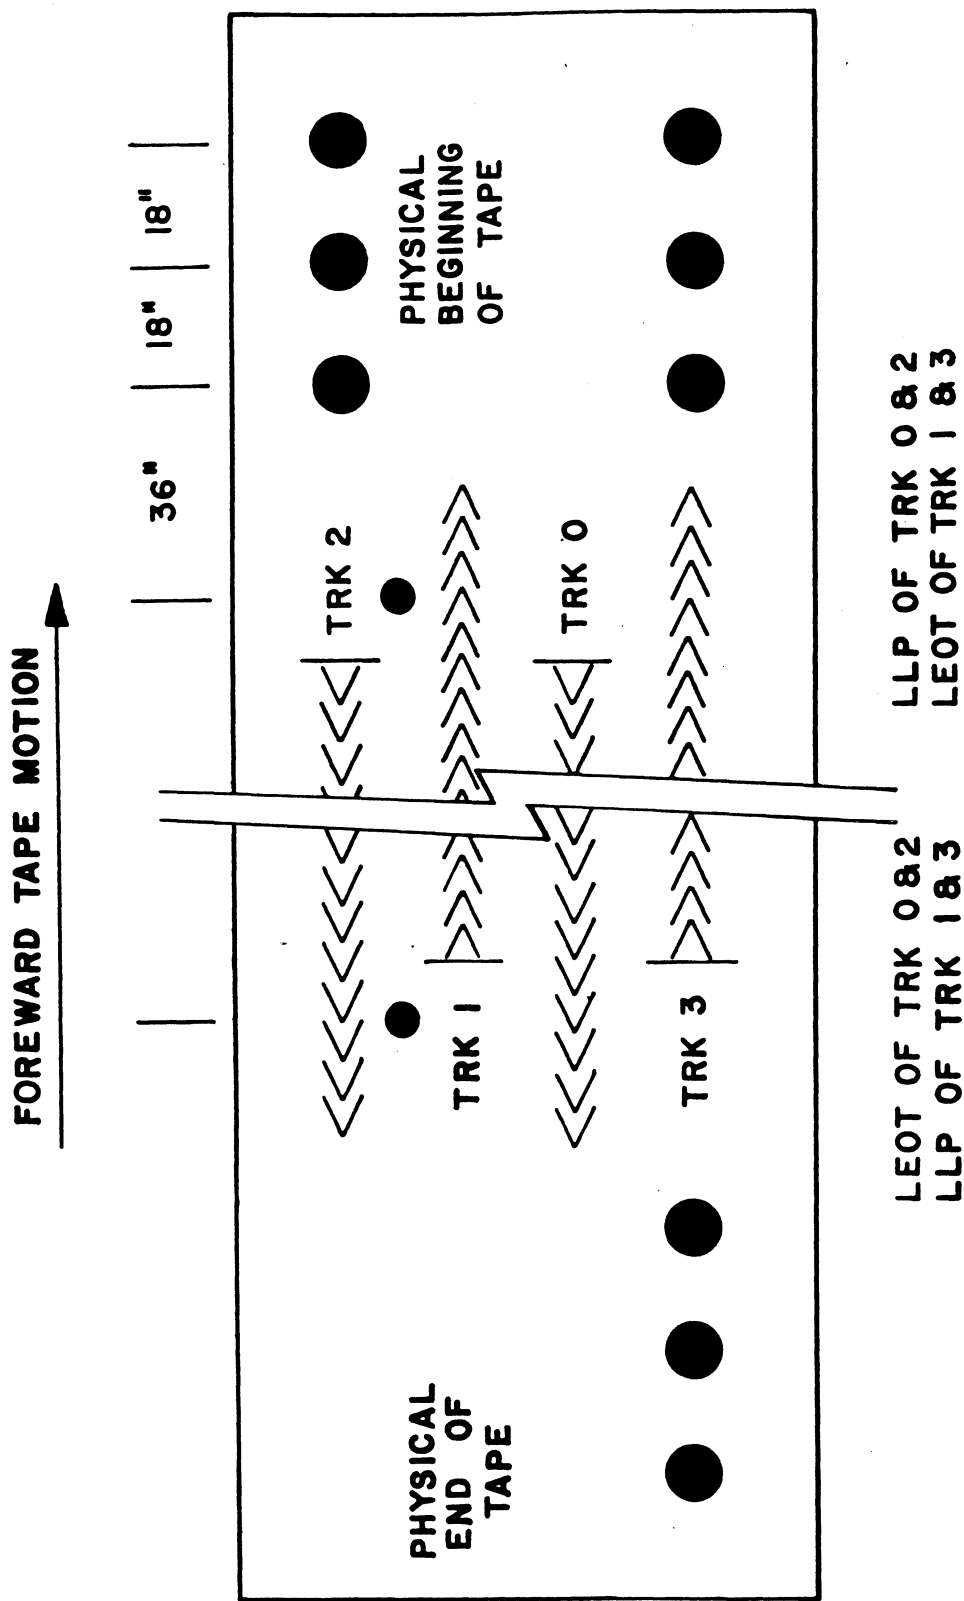 FOREWARD TAPE MOTION
36"
18"
18"
PHYSICAL
END OF
TAPE
TRK 2
TRK 1
TRK 0
TRK 3
PHYSICAL
BEGINNING
OF TAPE
LEOT OF TRK 0&2
LLP OF TRK 1&3
LLP OF TRK 0&2
LEOT OF TRK 1&3